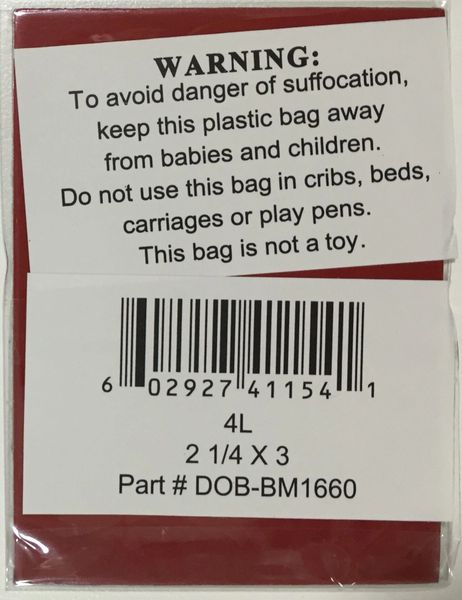 WARNING:
To avoid danger of suffocation,
keep this plastic bag away
from babies and children.
Do not use this bag in cribs, beds,
carriages or play pens.
This bag is not a toy.
6 02927 41154 1
4L
2 1/4 X 3
Part # DOB-BM1660